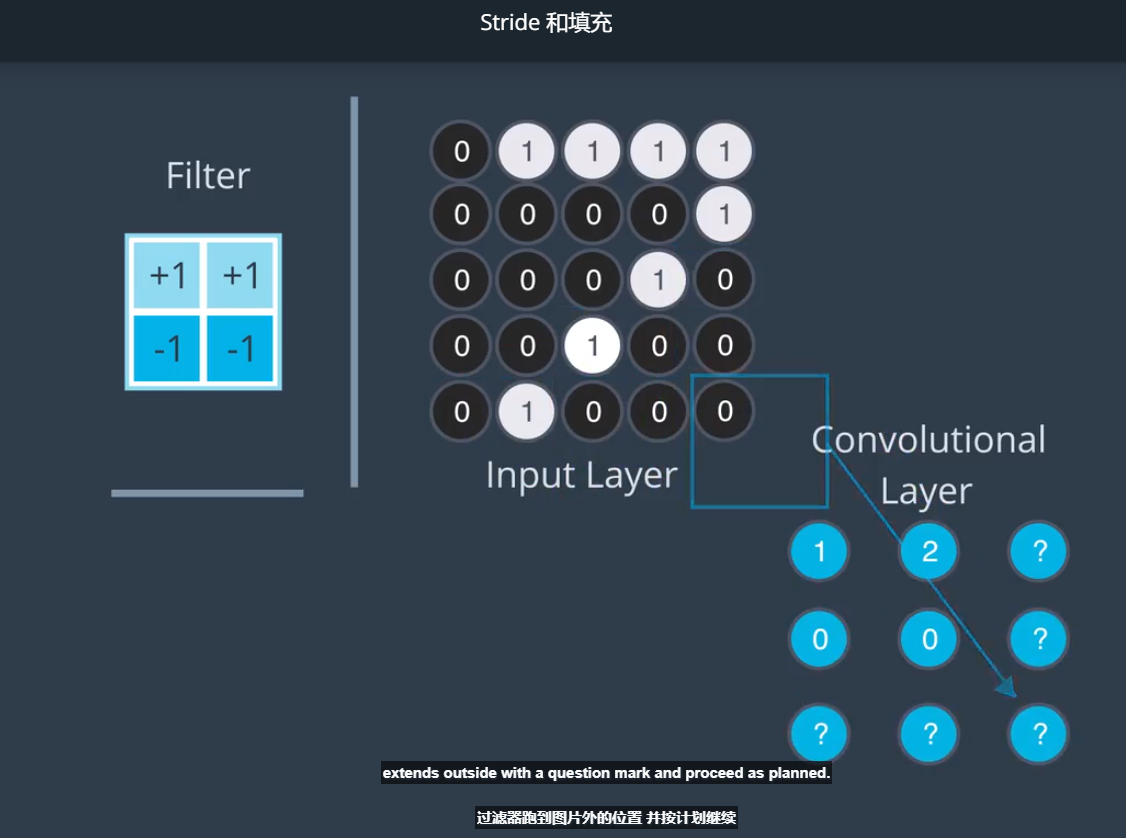 Stride 和填充
Filter
+1 +1
-1 -1
0 1 1 1 1
0 0 0 0 1
0 0 0 1 0
0 0 1 0 0
0 1 0 0 0
Input Layer
Convolutional
Layer
1 2 ?
0 0 ?
? ? ?
extends outside with a question mark and proceed as planned.
过滤器跑到图片外的位置 并按计划继续